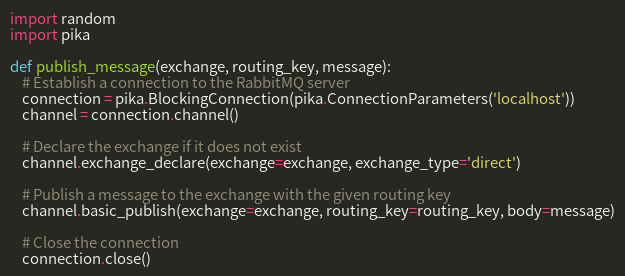 import random
import pika

def publish_message(exchange, routing_key, message):
    # Establish a connection to the RabbitMQ server
    connection = pika.BlockingConnection(pika.ConnectionParameters('localhost'))
    channel = connection.channel()

    # Declare the exchange if it does not exist
    channel.exchange_declare(exchange=exchange, exchange_type='direct')

    # Publish a message to the exchange with the given routing key
    channel.basic_publish(exchange=exchange, routing_key=routing_key, body=message)

    # Close the connection
    connection.close()